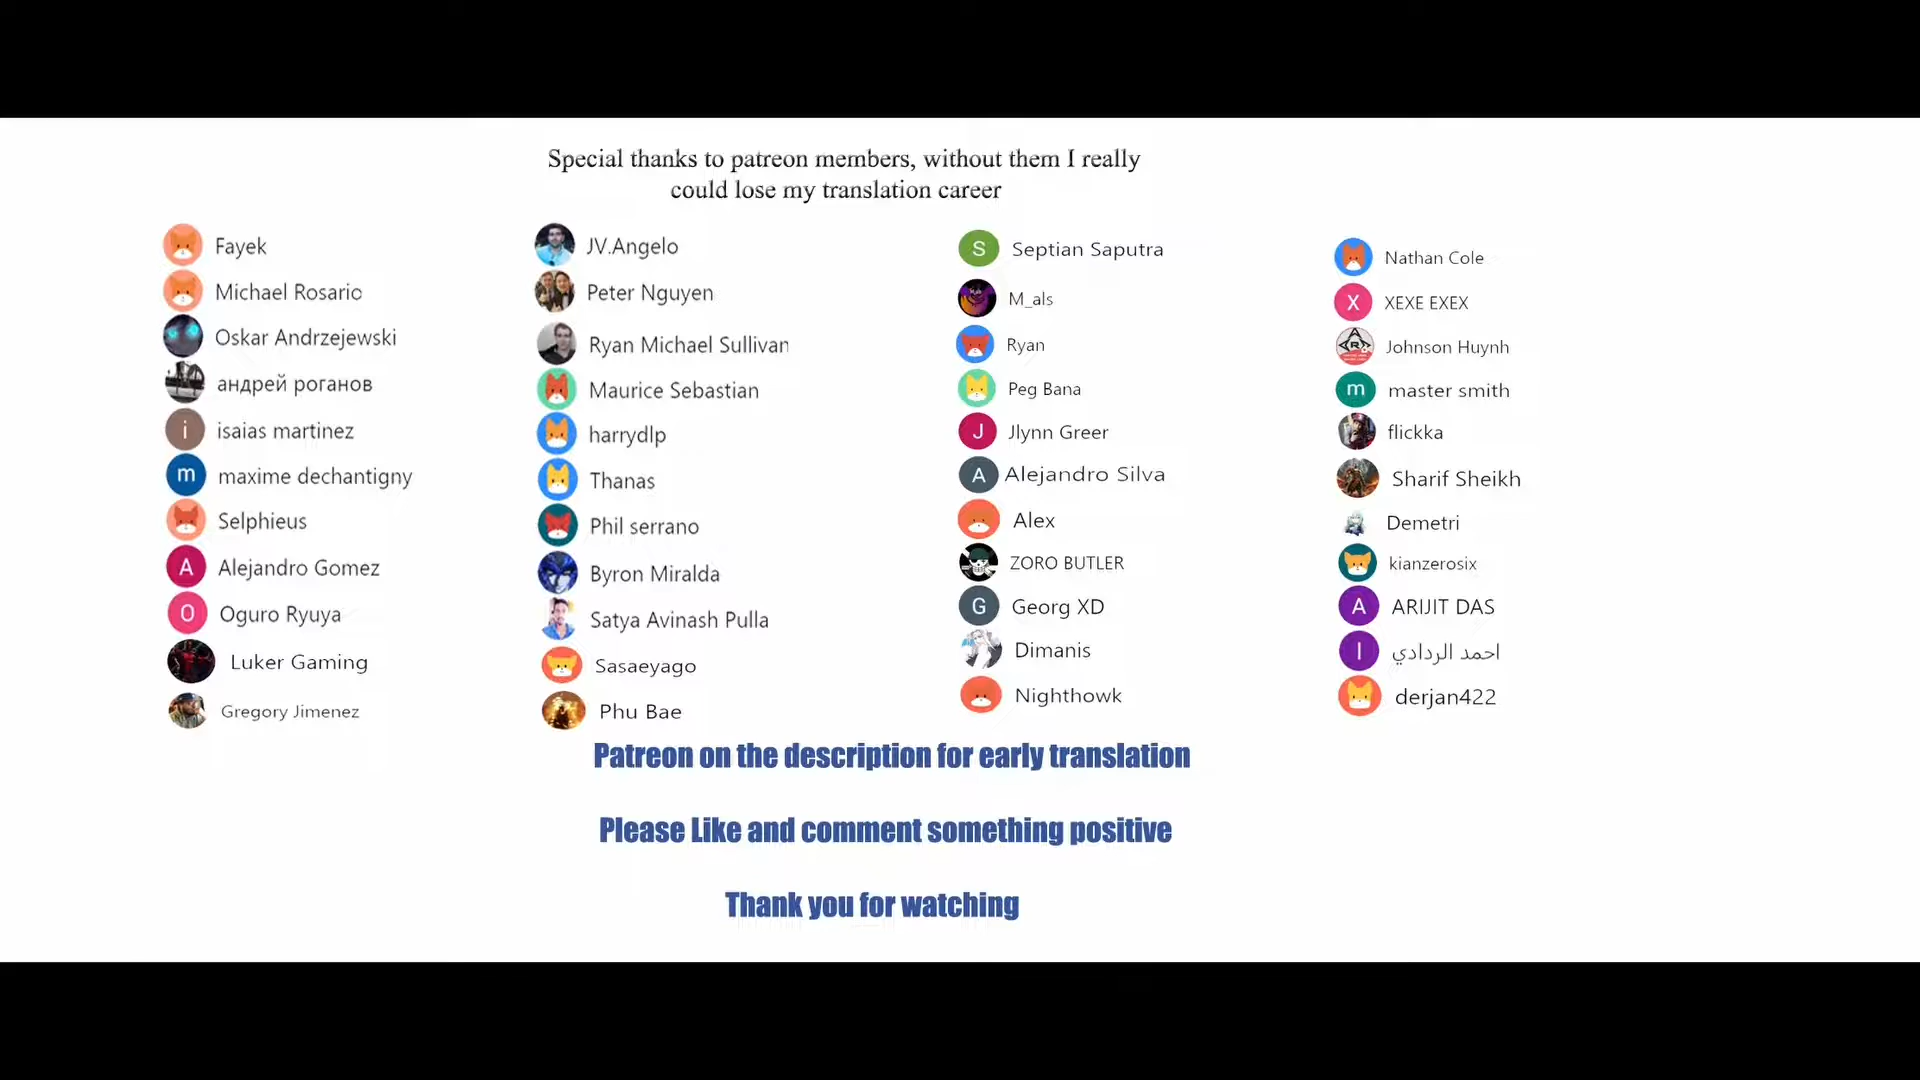 Special thanks to patreon members, without them I really
could lose my translation career
Fayek
Michael Rosario
Oskar Andrzejewski
андрей роганов
i isaias martinez
m maxime dechantigny
Selphieus
A Alejandro Gomez
O Oguro Ryuya
Luker Gaming
Gregory Jimenez
JV.Angelo
Peter Nguyen
Ryan Michael Sullivan
Maurice Sebastian
harrydlp
Thanas
Phil serrano
Byron Miralda
Satya Avinash Pulla
Sasaeyago
Phu Bae
S Septian Saputra
M_als
Ryan
Peg Bana
J Jlynn Greer
A Alejandro Silva
Alex
ZORO BUTLER
G Georg XD
Dimanis
Nighthowk
Nathan Cole
X XEXE EXEX
Johnson Huynh
m master smith
flickka
Sharif Sheikh
Demetri
kianzerosix
A ARIJIT DAS
I احمد الردادي
derjan422
Patreon on the description for early translation
Please Like and comment something positive
Thank you for watching